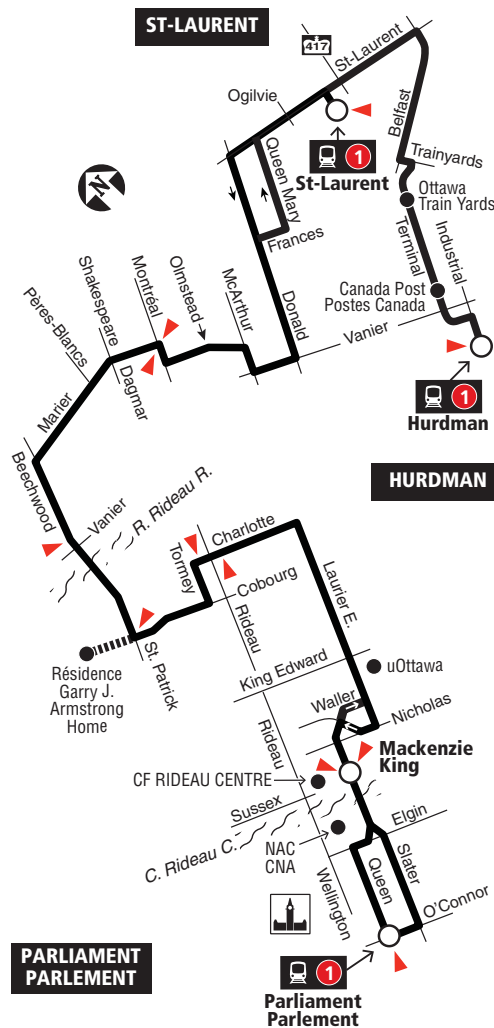 ST-LAURENT
417
St-Laurent
Ogilvie
Belfast
Queen Mary
1
St-Laurent
Trainyards
Ottawa
Train Yards
N
Frances
Terminal
Industrial
Olmstead
Montréal
McArthur
Shakespeare
Pères-Blancs
Donald
Canada Post
Postes Canada
Vanier
Dagmar
Marier
1
Hurdman
Beechwood
HURDMAN
Vanier
R. Rideau R.
Charlotte
Tormey
Cobourg
Rideau
Laurier E.
St. Patrick
Résidence
Garry J.
Armstrong
Home
King Edward
uOttawa
Waller
Nicholas
Rideau
Mackenzie
King
CF RIDEAU CENTRE
Sussex
C. Rideau C.
Elgin
NAC
CNA
Wellington
Queen
Slater
O'Connor
PARLIAMENT
PARLEMENT
1
Parliament
Parlement